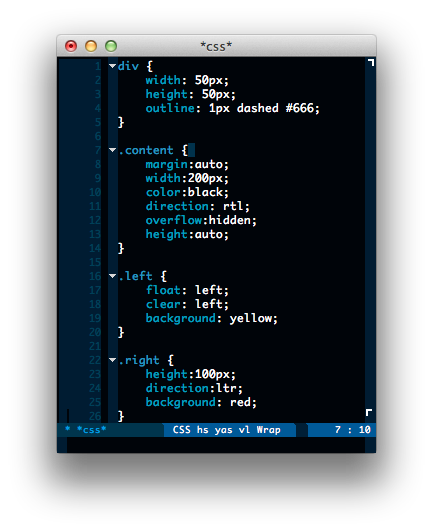 *css*
1 div {
2     width: 50px;
3     height: 50px;
4     outline: 1px dashed #666;
5 }
6
7 .content {
8     margin:auto;
9     width:200px;
10     color:black;
11     direction: rtl;
12     overflow:hidden;
13     height:auto;
14 }
15
16 .left {
17     float: left;
18     clear: left;
19     background: yellow;
20 }
21
22 .right {
23     height:100px;
24     direction:ltr;
25     background: red;
26 }
* *css* CSS hs yas vl Wrap 7 : 10